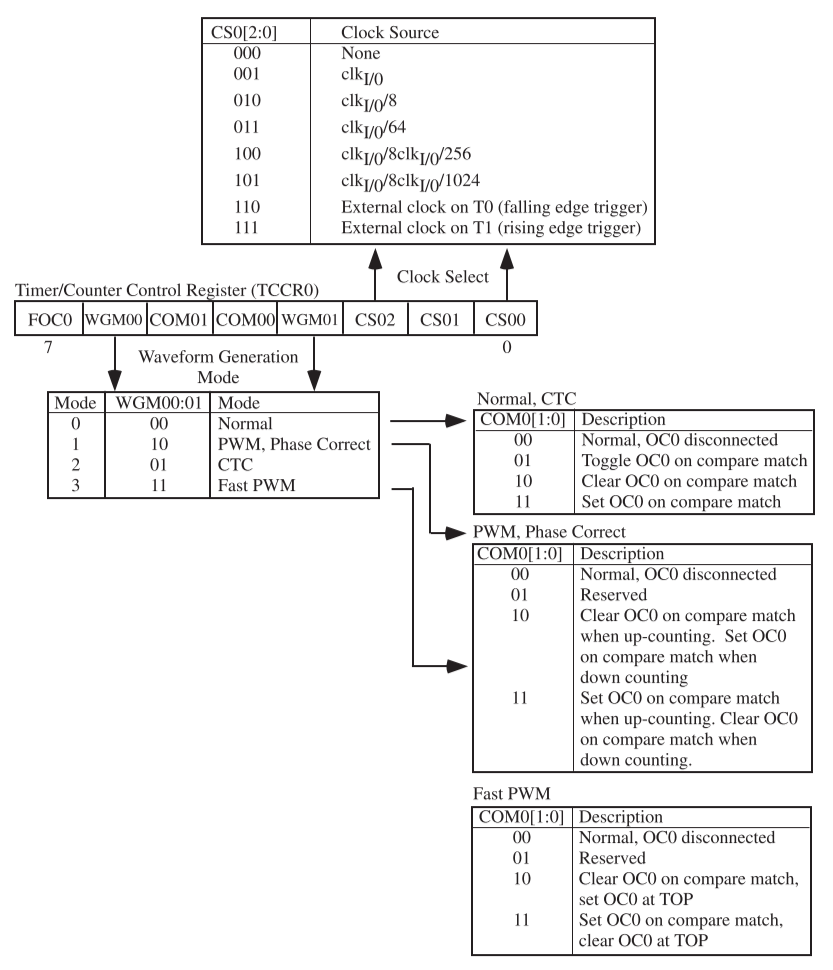 CS0[2:0] Clock Source
000 None
001 clkI/0
010 clkI/0/8
011 clkI/0/64
100 clkI/0/8clkI/0/256
101 clkI/0/8clkI/0/1024
110 External clock on T0 (falling edge trigger)
111 External clock on T1 (rising edge trigger)
Clock Select
Timer/Counter Control Register (TCCR0)
FOC0 WGM00 COM01 COM00 WGM01 CS02 CS01 CS00
7 0
Waveform Generation
Mode
Mode WGM00:01 Mode
0 00 Normal
1 10 PWM, Phase Correct
2 01 CTC
3 11 Fast PWM
Normal, CTC
COM0[1:0] Description
00 Normal, OC0 disconnected
01 Toggle OC0 on compare match
10 Clear OC0 on compare match
11 Set OC0 on compare match
PWM, Phase Correct
COM0[1:0] Description
00 Normal, OC0 disconnected
01 Reserved
10 Clear OC0 on compare match
when up-counting. Set OC0
on compare match when
down counting
11 Set OC0 on compare match
when up-counting. Clear OC0
on compare match when
down counting.
Fast PWM
COM0[1:0] Description
00 Normal, OC0 disconnected
01 Reserved
10 Clear OC0 on compare match,
set OC0 at TOP
11 Set OC0 on compare match,
clear OC0 at TOP